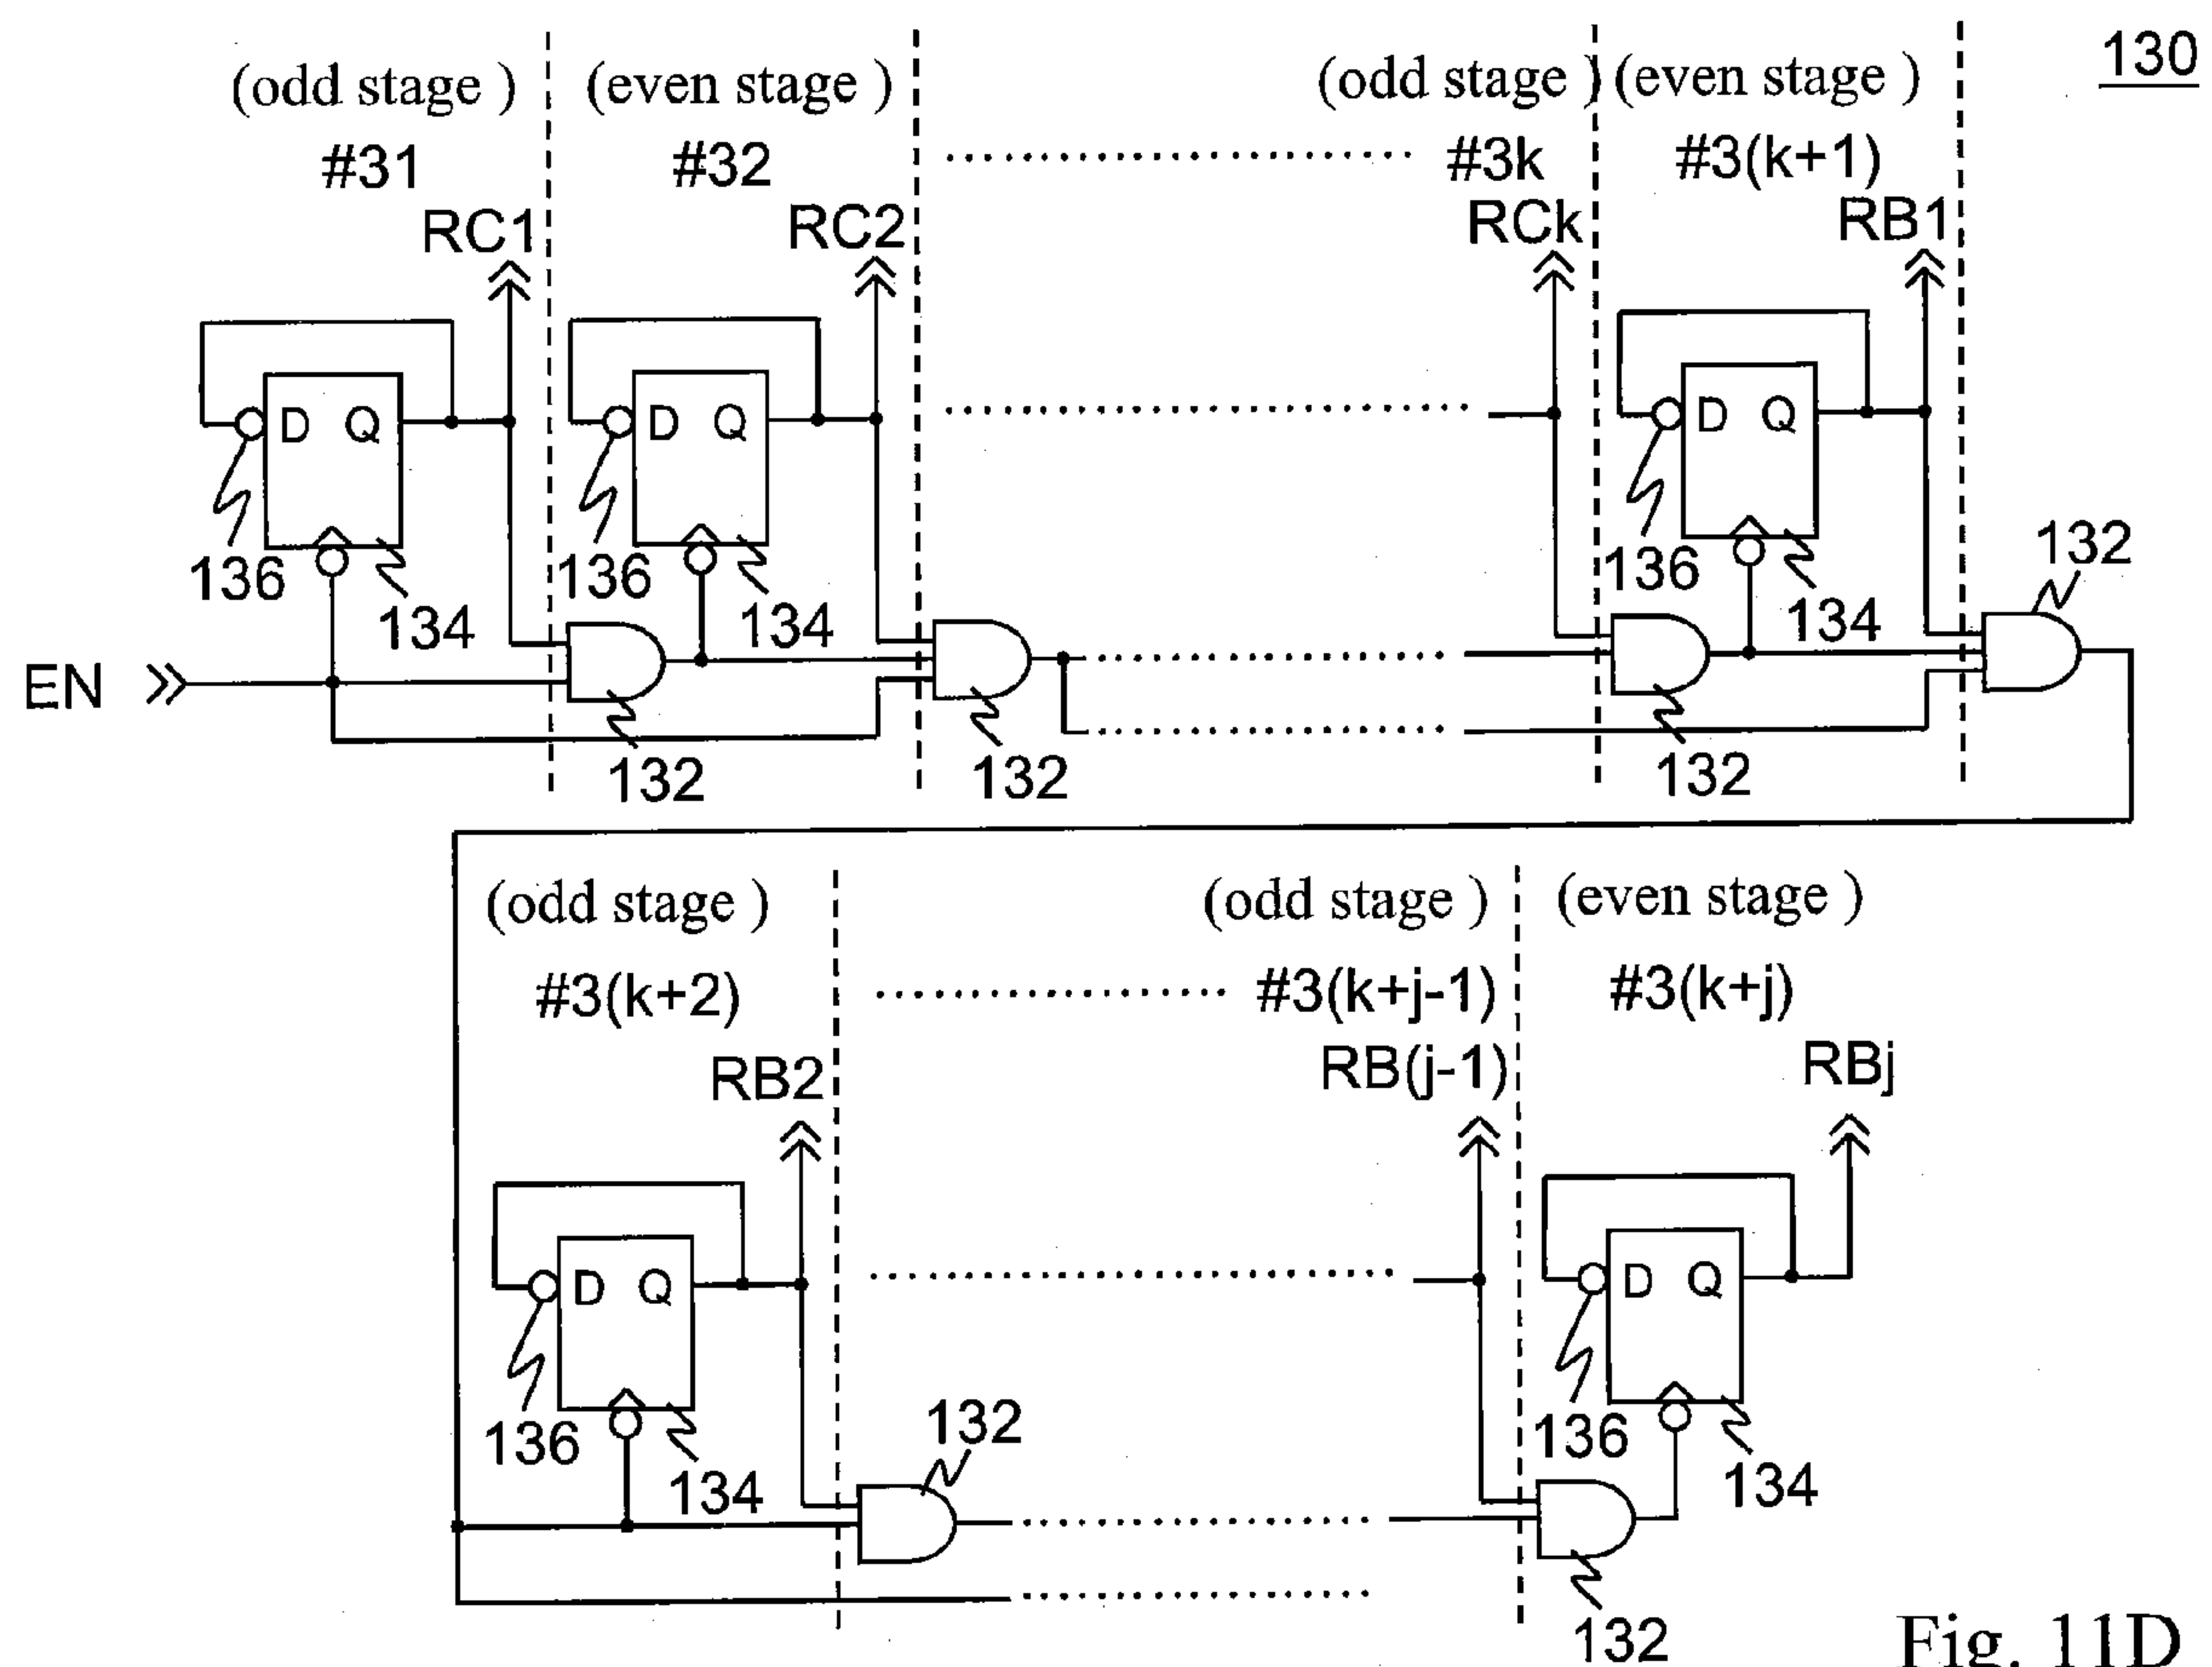 130
(odd stage ) (even stage ) (odd stage ) (even stage )
#31 #32 #3k #3(k+1)
RC1 RC2 RCk RB1
D Q D Q D Q
136 134 136 134 136 134 132
EN
132 132 132
(odd stage ) (odd stage ) (even stage )
#3(k+2) #3(k+j-1) #3(k+j)
RB2 RB(j-1) RBj
D Q D Q
136 134 132 136 134
132
Fig. 11D